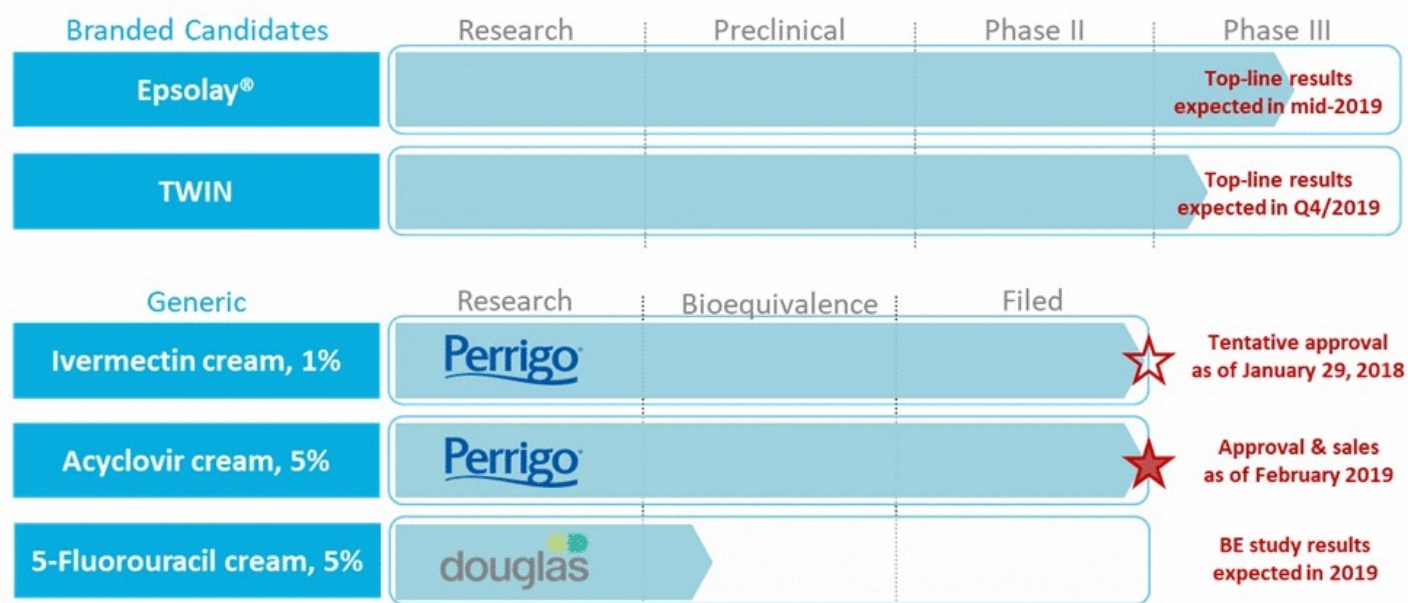 Branded Candidates Research Preclinical Phase II Phase III
Epsolay®
Top-line results
expected in mid-2019
TWIN
Top-line results
expected in Q4/2019
Generic Research Bioequivalence Filed
Ivermectin cream, 1%
Perrigo
Tentative approval
as of January 29, 2018
Acyclovir cream, 5%
Perrigo
Approval & sales
as of February 2019
5-Fluorouracil cream, 5%
douglas
BE study results
expected in 2019